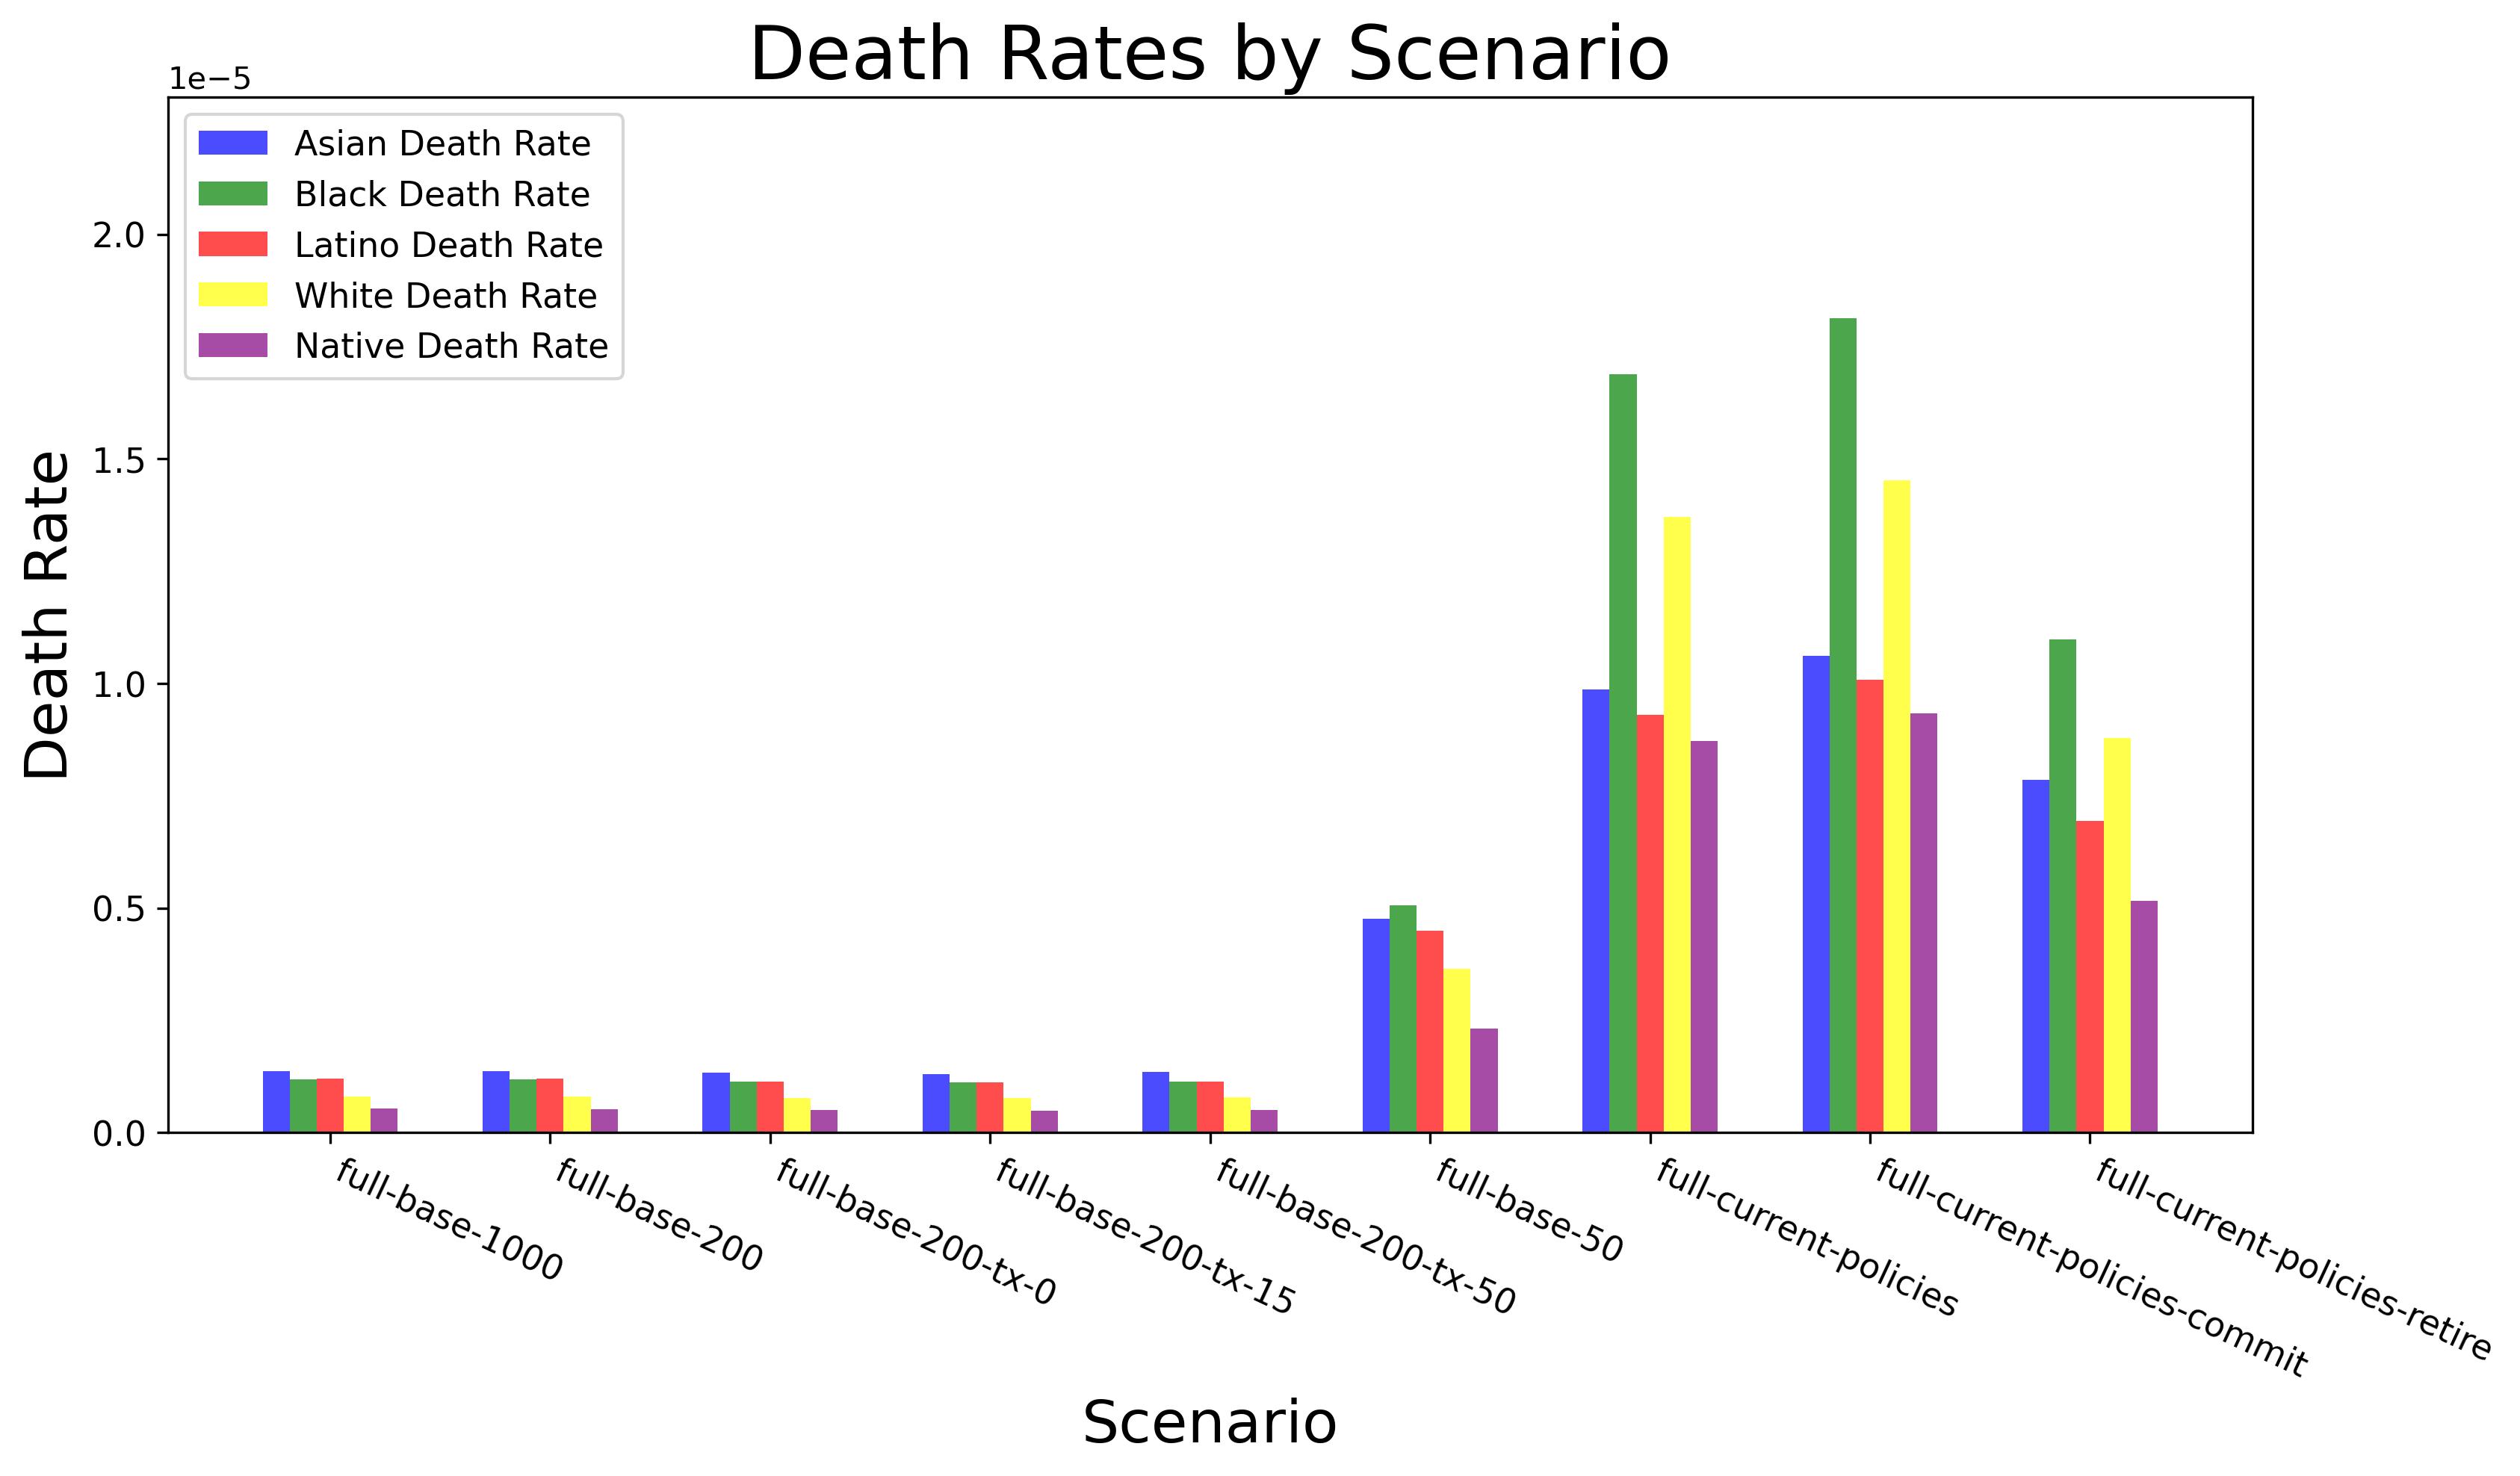 Death Rates by Scenario
1e−5
Asian Death Rate
Black Death Rate
Latino Death Rate
White Death Rate
Native Death Rate
Death Rate
2.0
1.5
1.0
0.5
0.0
full-base-1000
full-base-200
full-base-200-tx-0
full-base-200-tx-15
full-base-200-tx-50
full-base-50
full-current-policies
full-current-policies-commit
full-current-policies-retire
Scenario